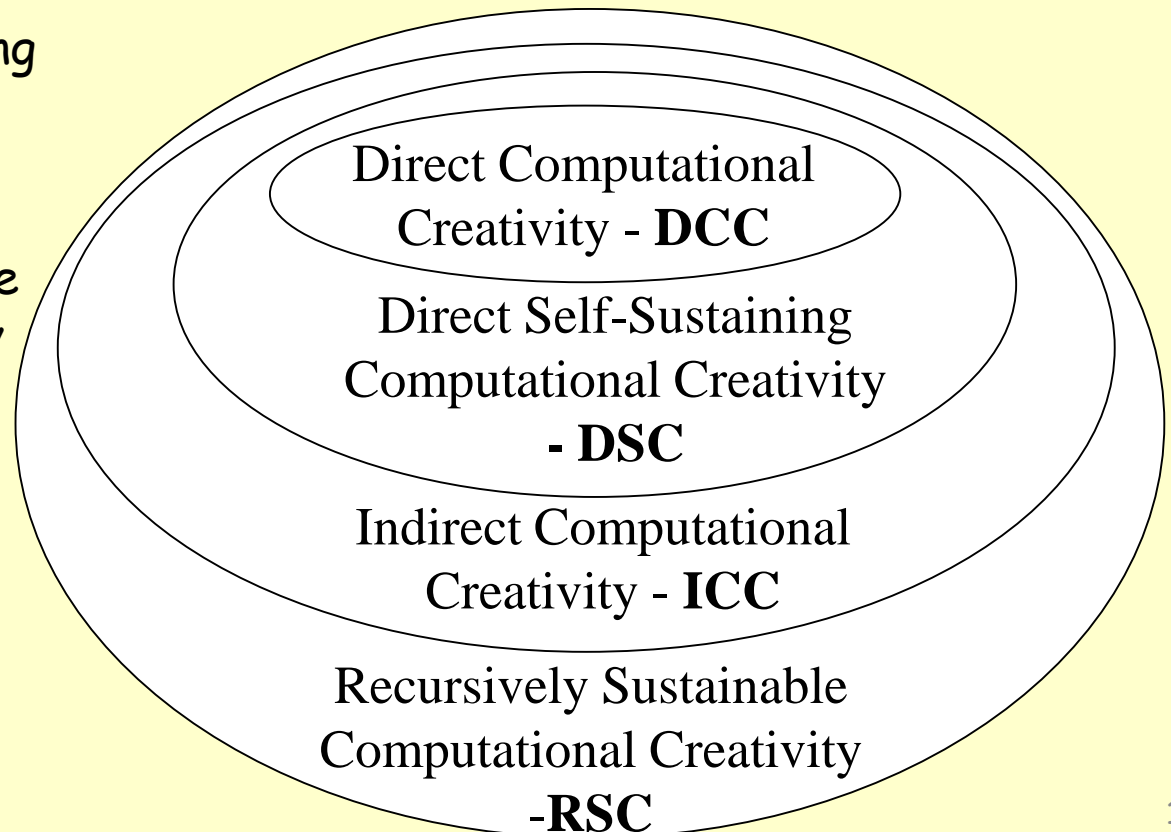 Direct Computational
Creativity - DCC
Direct Self-Sustaining
Computational Creativity
- DSC
Indirect Computational
Creativity - ICC
Recursively Sustainable
Computational Creativity
-RSC